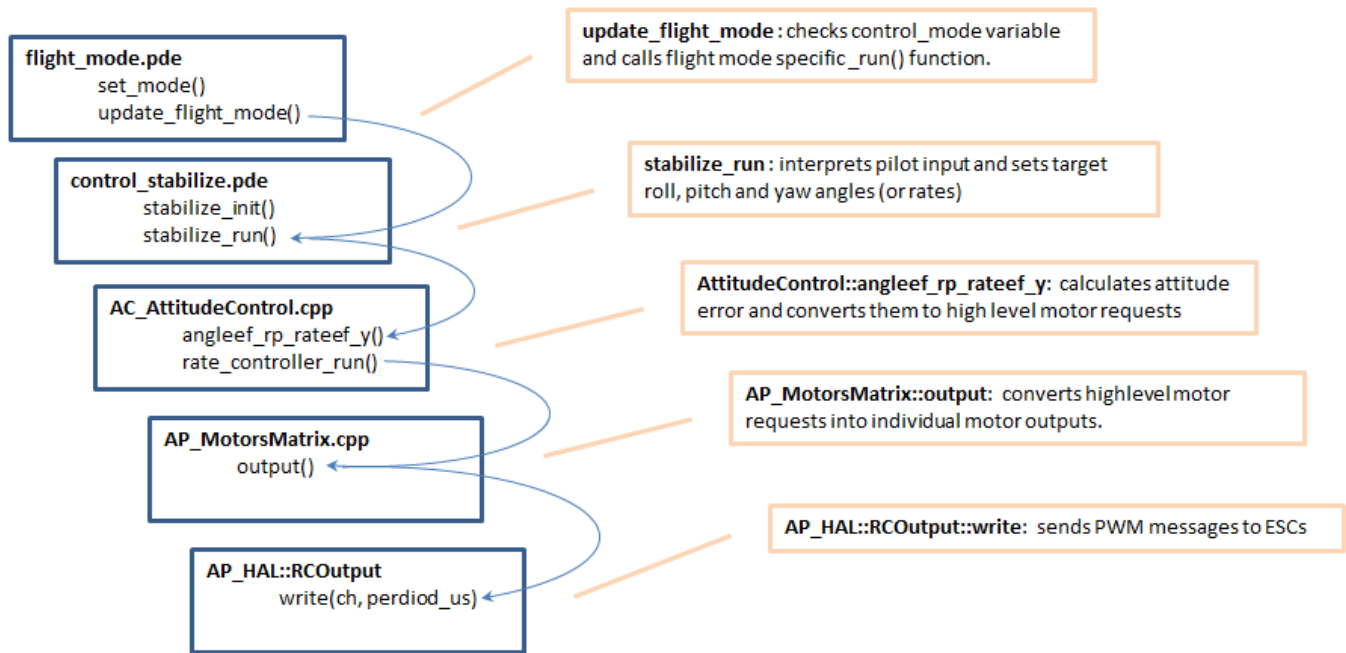 flight_mode.pde
set_mode()
update_flight_mode()
update_flight_mode : checks control_mode variable
and calls flight mode specific _run() function.
control_stabilize.pde
stabilize_init()
stabilize_run()
stabilize_run : interprets pilot input and sets target
roll, pitch and yaw angles (or rates)
AC_AttitudeControl.cpp
angleef_rp_rateef_y()
rate_controller_run()
AttitudeControl::angleef_rp_rateef_y: calculates attitude
error and converts them to high level motor requests
AP_MotorsMatrix.cpp
output()
AP_MotorsMatrix::output: converts highlevel motor
requests into individual motor outputs.
AP_HAL::RCOutput
write(ch, perdiod_us)
AP_HAL::RCOutput::write: sends PWM messages to ESCs